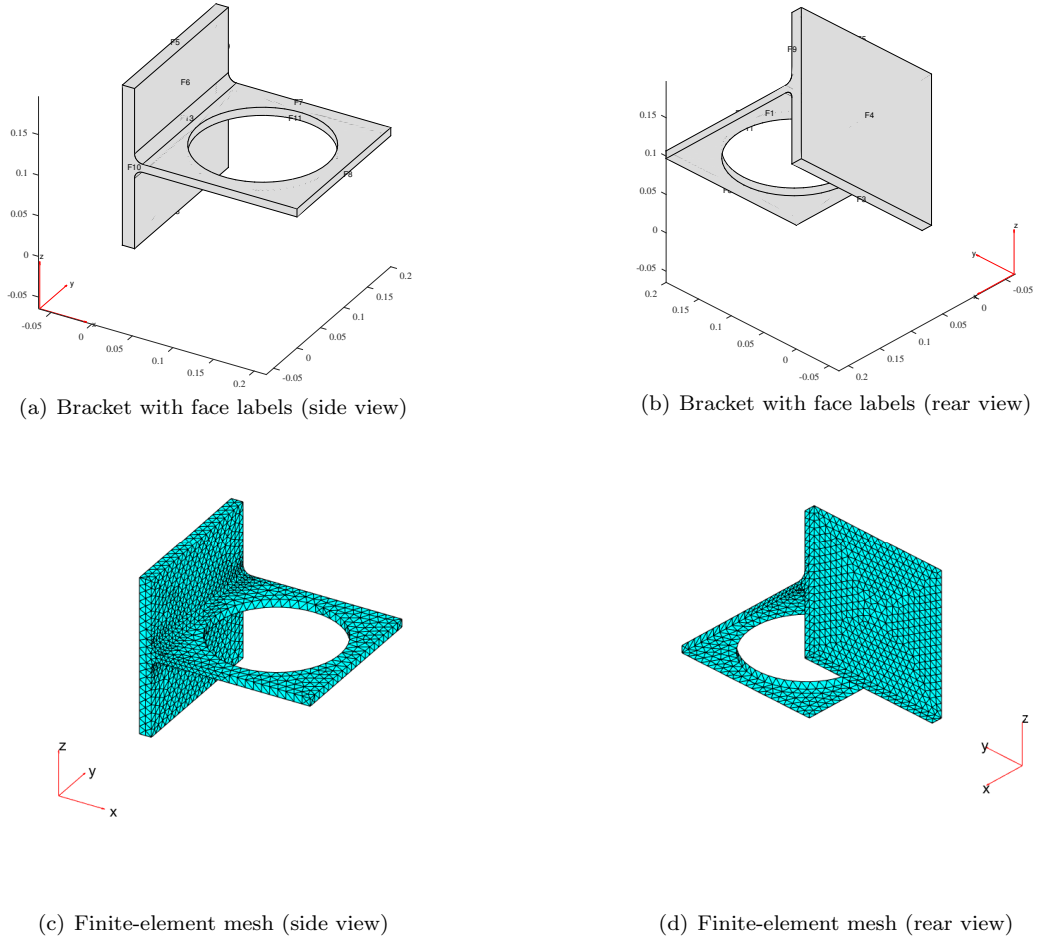 F5
F6
F7
F11
F10
F8
0.15
0.1
0.05
0
-0.05
z
y
x
-0.05
0
0.05
0.1
0.15
0.2
-0.05
0
0.05
0.1
0.15
0.2
(a) Bracket with face labels (side view)
F9
F1
F4
F3
0.15
0.1
0.05
0
-0.05
0.2
0.15
0.1
0.05
0
-0.05
0.2
0.15
0.1
0.05
0
-0.05
z
y
(b) Bracket with face labels (rear view)
z
y
x
(c) Finite-element mesh (side view)
z
y
x
(d) Finite-element mesh (rear view)